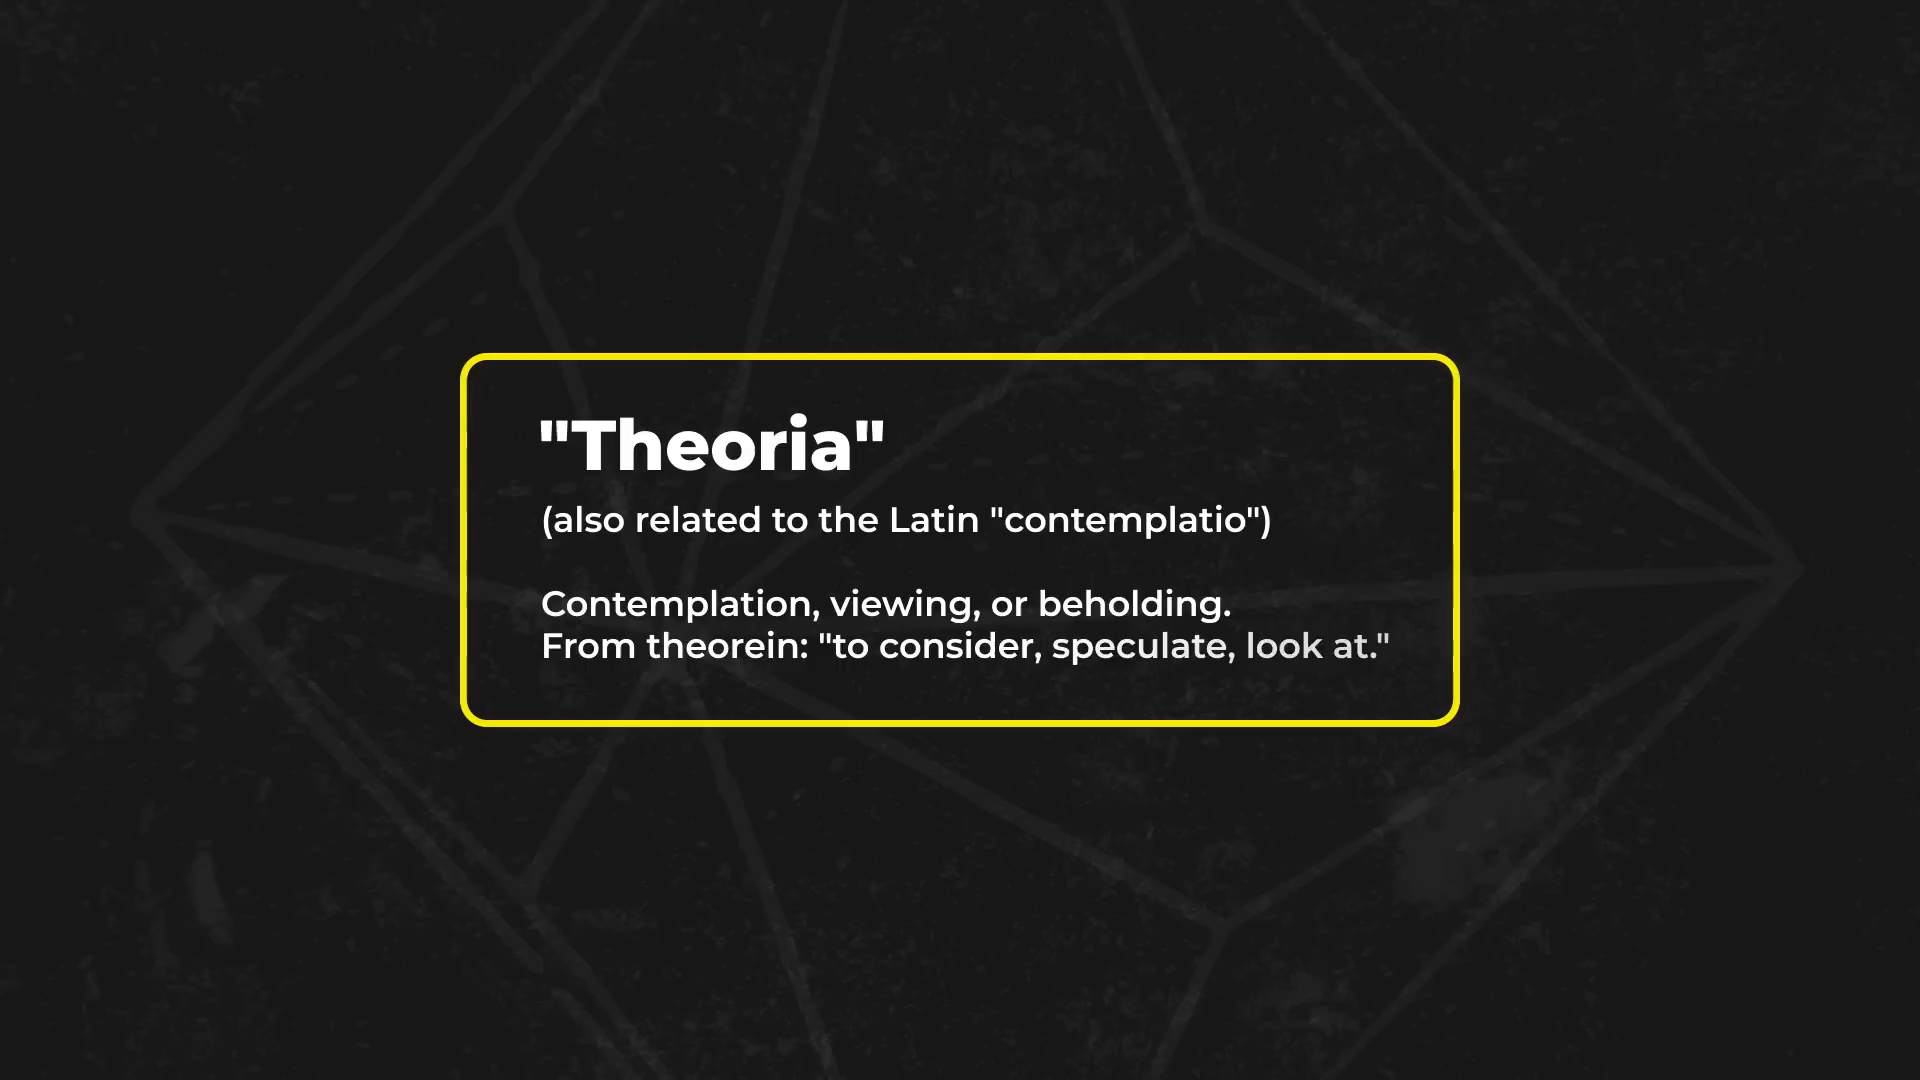 "Theoria"
(also related to the Latin "contemplatio")
Contemplation, viewing, or beholding.
From theorein: "to consider, speculate, look at."